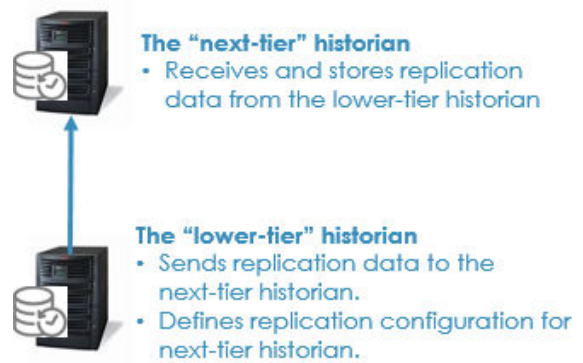 The “next-tier” historian
• Receives and stores replication
data from the lower-tier historian
The “lower-tier” historian
• Sends replication data to the
next-tier historian.
• Defines replication configuration for
next-tier historian.